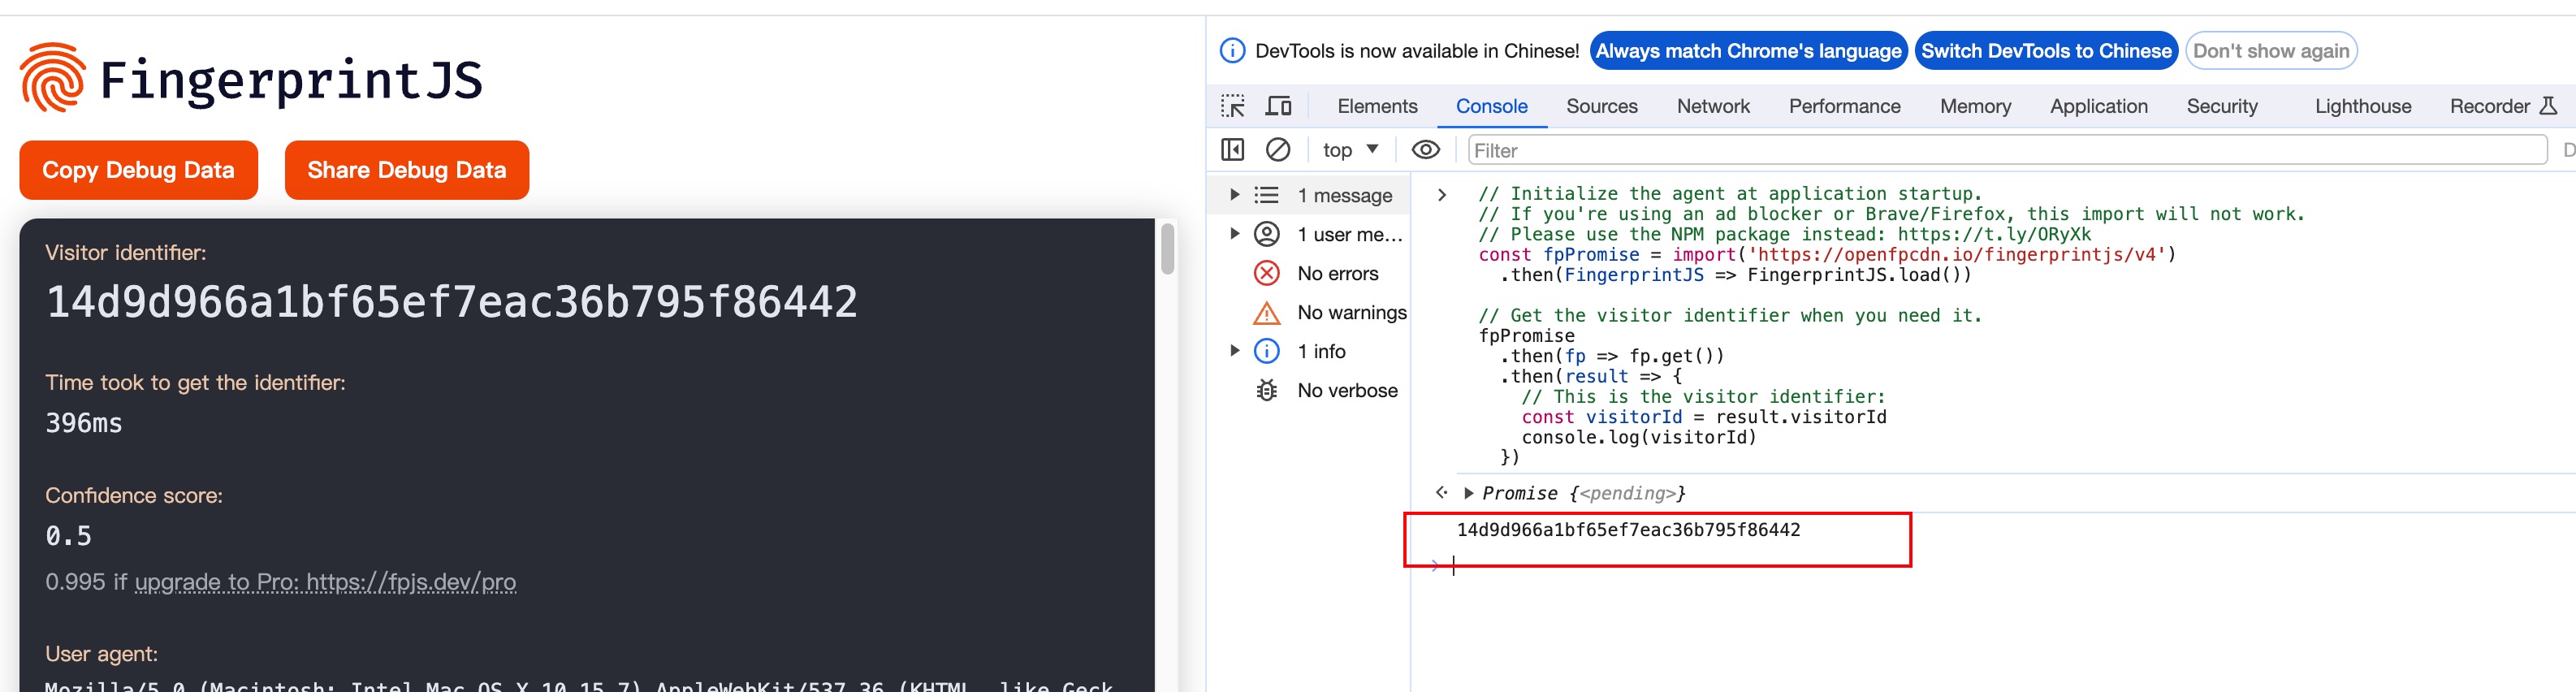 FingerprintJS
Copy Debug Data
Share Debug Data
Visitor identifier:
14d9d966a1bf65ef7eac36b795f86442
Time took to get the identifier:
396ms
Confidence score:
0.5
0.995 if upgrade to Pro: https://fpjs.dev/pro
User agent:
Mozilla/5.0 (Macintosh; Intel Mac OS X 10_15_7) AppleWebKit/537.36 (KHTML, like Geck
DevTools is now available in Chinese!
Always match Chrome's language
Switch DevTools to Chinese
Don't show again
Elements
Console
Sources
Network
Performance
Memory
Application
Security
Lighthouse
Recorder
top
Filter
D
1 message
1 user me...
No errors
No warnings
1 info
No verbose
// Initialize the agent at application startup.
// If you're using an ad blocker or Brave/Firefox, this import will not work.
// Please use the NPM package instead: https://t.ly/ORyXk
const fpPromise = import('https://openfpcdn.io/fingerprintjs/v4')
.then(FingerprintJS => FingerprintJS.load())
// Get the visitor identifier when you need it.
fpPromise
.then(fp => fp.get())
.then(result => {
// This is the visitor identifier:
const visitorId = result.visitorId
console.log(visitorId)
})
Promise {<pending>}
14d9d966a1bf65ef7eac36b795f86442